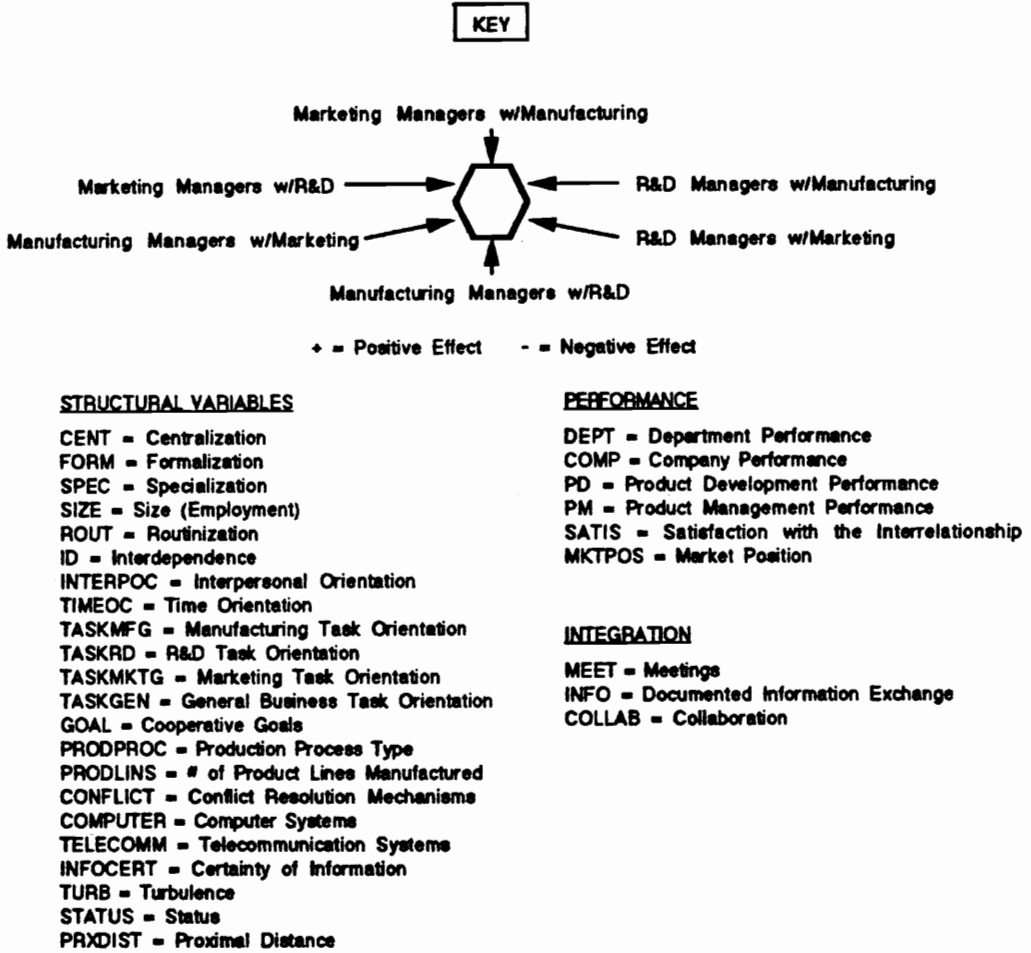 KEY
Marketing Managers w/Manufacturing
Marketing Managers w/R&D
R&D Managers w/Manufacturing
Manufacturing Managers w/Marketing
R&D Managers w/Marketing
Manufacturing Managers w/R&D
+ = Positive Effect - = Negative Effect
STRUCTURAL VARIABLES
CENT = Centralization
FORM = Formalization
SPEC = Specialization
SIZE = Size (Employment)
ROUT = Routinization
ID = Interdependence
INTERPOC = Interpersonal Orientation
TIMEOC = Time Orientation
TASKMFG = Manufacturing Task Orientation
TASKRD = R&D Task Orientation
TASKMKTG = Marketing Task Orientation
TASKGEN = General Business Task Orientation
GOAL = Cooperative Goals
PRODPROC = Production Process Type
PRODLINS = # of Product Lines Manufactured
CONFLICT = Conflict Resolution Mechanisms
COMPUTER = Computer Systems
TELECOMM = Telecommunication Systems
INFOCERT = Certainty of Information
TURB = Turbulence
STATUS = Status
PRXDIST = Proximal Distance
PERFORMANCE
DEPT = Department Performance
COMP = Company Performance
PD = Product Development Performance
PM = Product Management Performance
SATIS = Satisfaction with the Interrelationship
MKTPOS = Market Position
INTEGRATION
MEET = Meetings
INFO = Documented Information Exchange
COLLAB = Collaboration